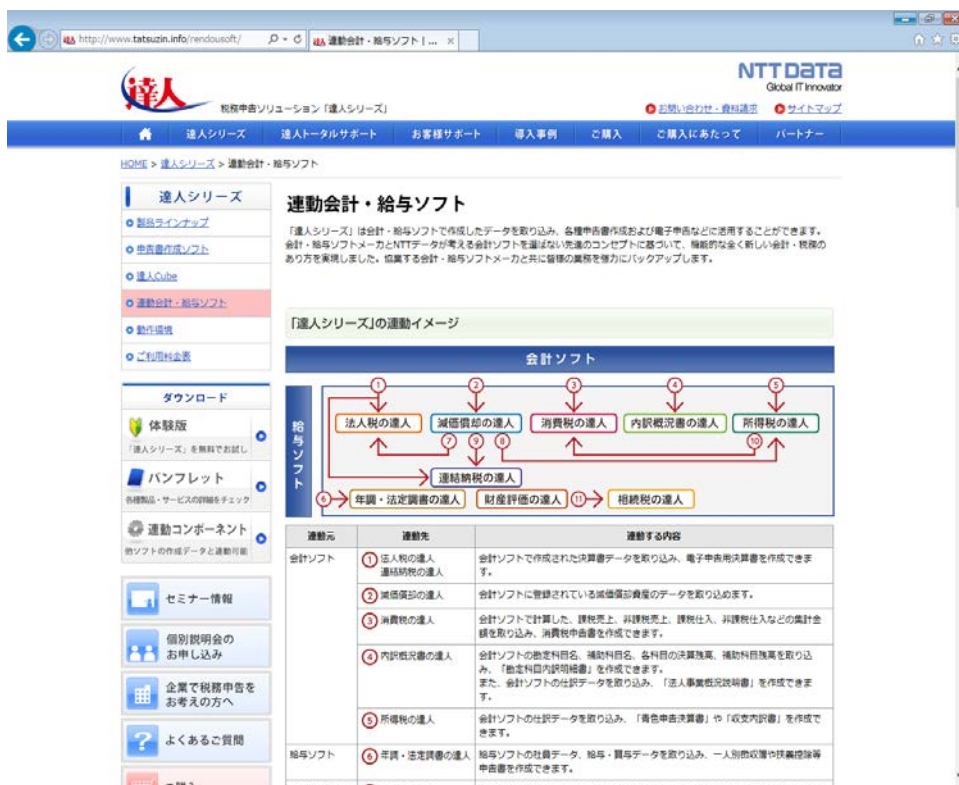 http://www.tatsuzin.info/rendousoft/
連動会計・給与ソフト | ...
達人
税務申告ソリューション「達人シリーズ」
NTT DATA
Global IT Innovator
お問い合わせ・資料請求
サイトマップ
達人シリーズ
達人トータルサポート
お客様サポート
導入事例
ご購入
ご購入にあたって
パートナー
HOME > 達人シリーズ > 連動会計・給与ソフト
達人シリーズ
製品ラインナップ
申告書作成ソフト
達人Cube
連動会計・給与ソフト
動作環境
ご利用料金表
ダウンロード
体験版
「達人シリーズ」を無料でお試し
パンフレット
各種製品・サービスの詳細をチェック
連動コンポーネント
他ソフトの作成データと連動可能
セミナー情報
個別説明会の
お申し込み
企業で税務申告を
お考えの方へ
よくあるご質問
連動会計・給与ソフト
「達人シリーズ」は会計・給与ソフトで作成したデータを取り込み、各種申告書作成および電子申告などに活用することができます。
会計・給与ソフトメーカとNTTデータが考える会計ソフトを選ばない先進のコンセプトに基づいて、機能的な全く新しい会計・税務の
あり方を実現しました。協業する会計・給与ソフトメーカと共に皆様の業務を強力にバックアップします。
「達人シリーズ」の連動イメージ
会計ソフト
給与ソフト
① ② ③ ④ ⑤
法人税の達人
減価償却の達人
消費税の達人
内訳概況書の達人
所得税の達人
⑦ ⑨ ⑧ ⑩
連結納税の達人
⑥
年調・法定調書の達人
財産評価の達人
⑪
相続税の達人
連動元
連動先
連動する内容
会計ソフト
① 法人税の達人
連結納税の達人
会計ソフトで作成された決算書データを取り込み、電子申告用決算書を作成できま
す。
② 減価償却の達人
会計ソフトに登録されている減価償却資産のデータを取り込めます。
③ 消費税の達人
会計ソフトで計算した、課税売上、非課税売上、課税仕入、非課税仕入などの集計金
額を取り込み、消費税申告書を作成できます。
④ 内訳概況書の達人
会計ソフトの勘定科目名、補助科目名、各科目の決算残高、補助科目残高を取り込
み、「勘定科目内訳明細書」を作成できます。
また、会計ソフトの仕訳データを取り込み、「法人事業概況説明書」を作成できま
す。
⑤ 所得税の達人
会計ソフトの仕訳データを取り込み、「青色申告決算書」や「収支内訳書」を作成で
きます。
給与ソフト
⑥ 年調・法定調書の達人
給与ソフトの社員データ、給与・賞与データを取り込み、一人別徴収簿や扶養控除等
申告書を作成できます。